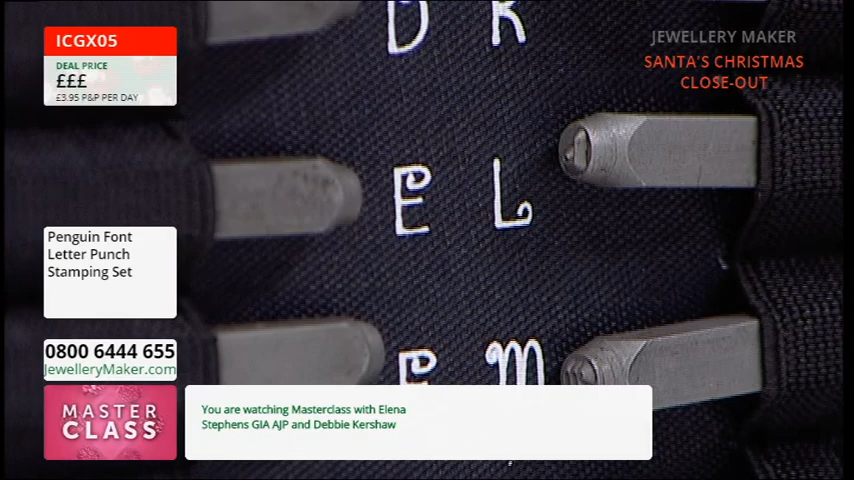 ICGX05
DEAL PRICE
£££
£3.95 P&P PER DAY
JEWELLERY MAKER
SANTA'S CHRISTMAS
CLOSE-OUT
D K
E L
F M
Penguin Font
Letter Punch
Stamping Set
0800 6444 655
JewelleryMaker.com
MASTER
CLASS
You are watching Masterclass with Elena
Stephens GIA AJP and Debbie Kershaw